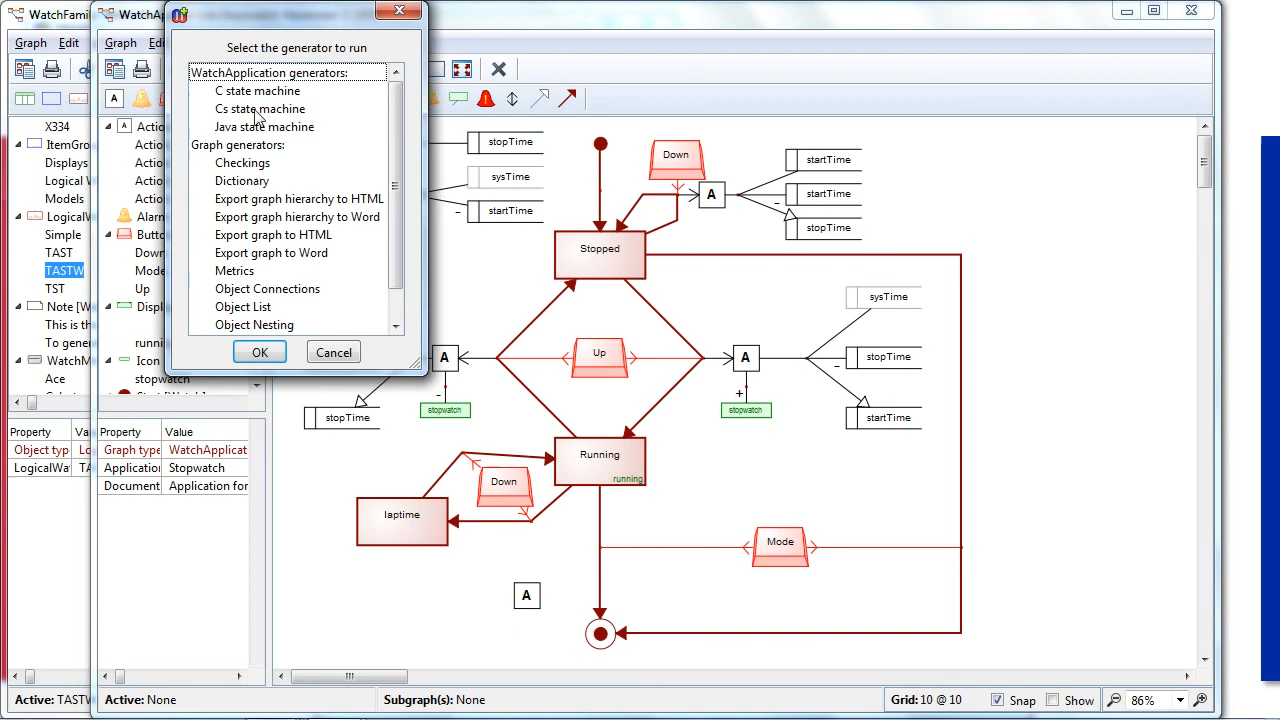 WatchFami
WatchAp
Graph
Edit
Graph
Edi
Select the generator to run
WatchApplication generators:
C state machine
Cs state machine
Java state machine
Graph generators:
Checkings
Dictionary
Export graph hierarchy to HTML
Export graph hierarchy to Word
Export graph to HTML
Export graph to Word
Metrics
Object Connections
Object List
Object Nesting
OK
Cancel
X334
ItemGro
Displays
Logical
Models
LogicalW
Simple
TAST
TASTW
TST
Note [W
This is th
To gene
WatchM
Ace
A
A
Actio
Actio
Actio
Actio
Alarm
Butto
Down
Mode
Up
Displ
runni
Icon
stopwatch
Start [Watch]
Property
Va
Object typ
Lo
LogicalWa
TA
Property
Value
Graph type
WatchApplicat
Application
Stopwatch
Document
Application for
stopTime
sysTime
startTime
–
Down
A
startTime
startTime
–
stopTime
Stopped
sysTime
A
Up
A
stopTime
–
startTime
-
stopwatch
+
stopwatch
stopTime
Running
running
Down
laptime
Mode
A
Active: TASTW
Active: None
Subgraph(s): None
Grid: 10 @ 10
Snap
Show
86%